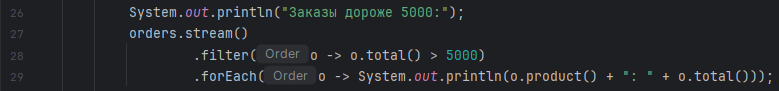 26 System.out.println("Заказы дороже 5000:");
27 orders.stream()
28 .filter( Order o -> o.total() > 5000)
29 .forEach( Order o -> System.out.println(o.product() + ": " + o.total()));